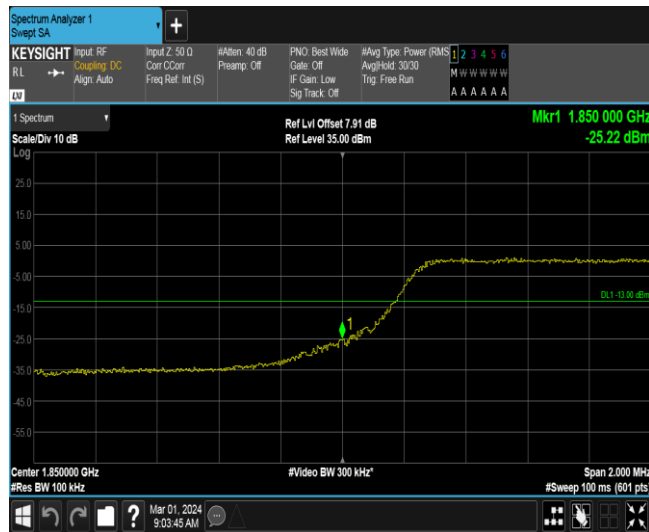 Spectrum Analyzer 1
Swept SA
KEYSIGHT
RL
LXI
Input: RF
Coupling: DC
Align: Auto
Input Z: 50 Ω
Corr CCorr
Freq Ref: Int (S)
#Atten: 40 dB
Preamp: Off
PNO: Best Wide
Gate: Off
IF Gain: Low
Sig Track: Off
#Avg Type: Power (RMS
Avg|Hold: 30/30
Trig: Free Run
1 2 3 4 5 6
M W W W W W
A A A A A A
1 Spectrum
Scale/Div 10 dB
Ref Lvl Offset 7.91 dB
Ref Level 35.00 dBm
Mkr1 1.850 000 GHz
-25.22 dBm
Log
25.0
15.0
5.00
-5.00
DL1 -13.00 dBm
-15.0
1
-25.0
-35.0
-45.0
-55.0
Center 1.85000 GHz
#Video BW 300 kHz*
Span 2.000 MHz
#Res BW 100 kHz
#Sweep 100 ms (601 pts)
?
Mar 01, 2024
9:03:45 AM